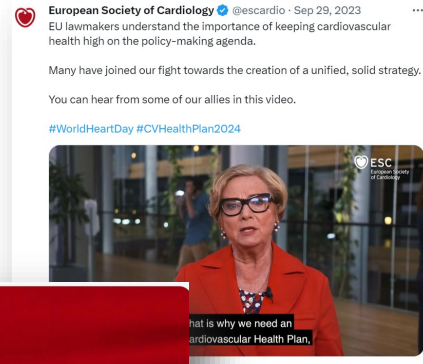 European Society of Cardiology @escardio · Sep 29, 2023
EU lawmakers understand the importance of keeping cardiovascular
health high on the policy-making agenda.
Many have joined our fight towards the creation of a unified, solid strategy.
You can hear from some of our allies in this video.
#WorldHeartDay #CVHealthPlan2024
ESC
European Society
of Cardiology
hat is why we need an
ardiovascular Health Plan,